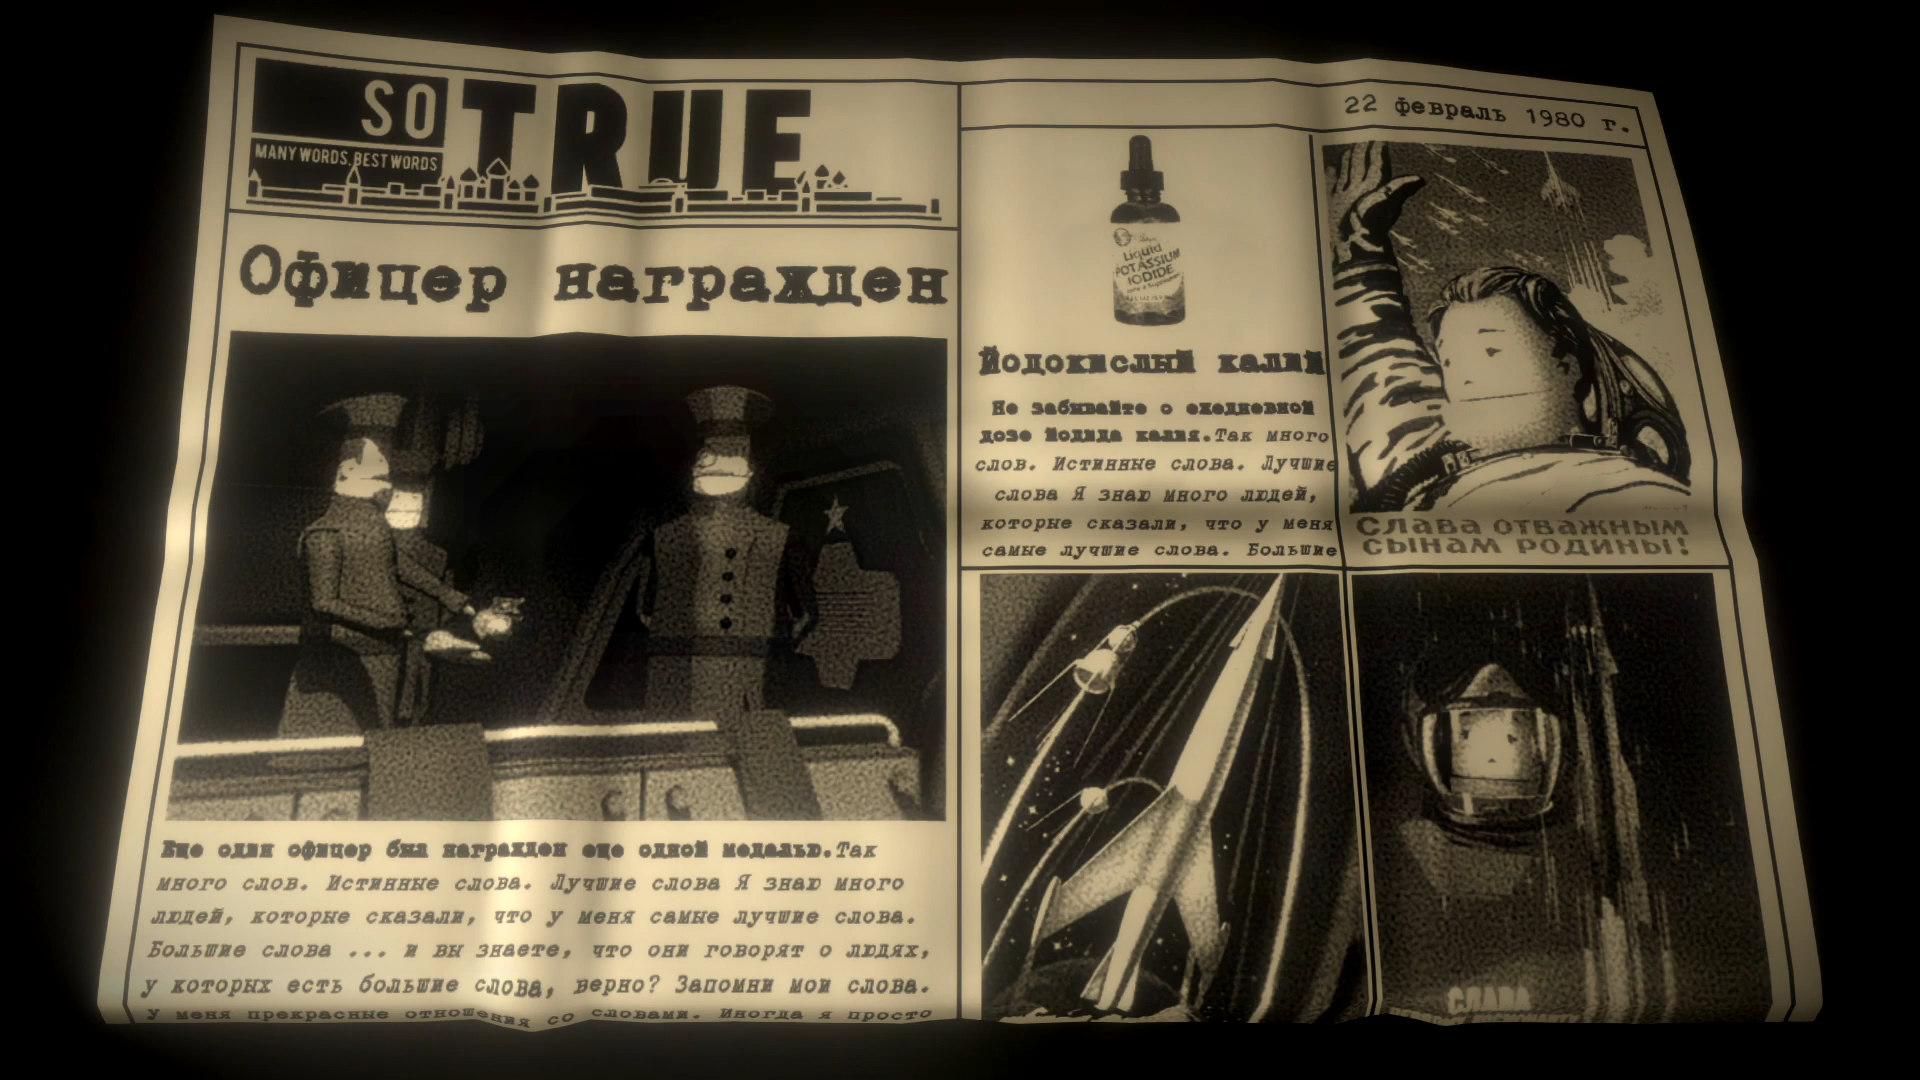 SO TRUE
MANY WORDS, BEST WORDS
22 февраль 1980 г.
Офицер награжден
Еще один офицер был награжден еще одной медалью. Так
много слов. Истинные слова. Лучшие слова Я знаю много
людей, которые сказали, что у меня самые лучшие слова.
Большие слова ... и вы знаете, что они говорят о людях,
у которых есть большие слова, верно? Запомни мои слова.
У меня прекрасные отношения со словами. Иногда я просто
Liquid
POTASSIUM
IODIDE
Йодокислый калий
Не забывайте о ежедневной
дозе йодида калия. Так много
слов. Истинные слова. Лучшие
слова Я знаю много людей,
которые сказали, что у меня
самые лучшие слова. Большие
Слава отважным
сынам родины!
СЛАВА